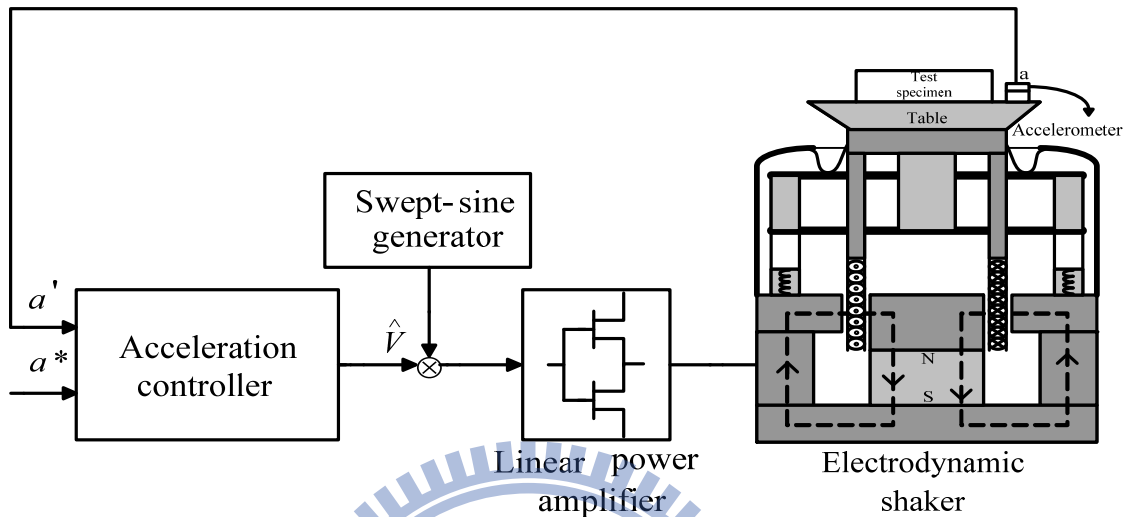 Test
specimen
a
Table
Accelerometer
Swept-sine
generator
a'
a*
Acceleration
controller
V̂
N
S
Linear power
amplifier
Electrodynamic
shaker